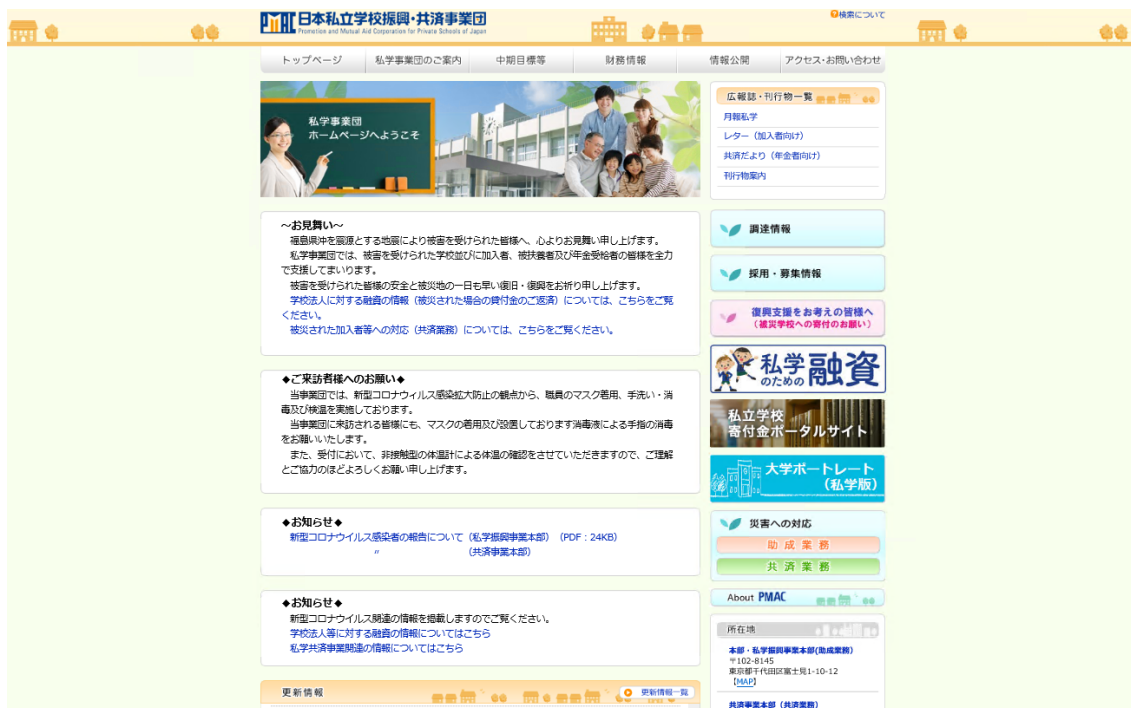 日本私立学校振興・共済事業団
Promotion and Mutual Aid Corporation for Private Schools of Japan
検索について
トップページ
私学事業団のご案内
中期目標等
財務情報
情報公開
アクセス・お問い合わせ
私学事業団
ホームページへようこそ
～お見舞い～
福島県沖を震源とする地震により被害を受けられた皆様へ、心よりお見舞い申し上げます。
私学事業団では、被害を受けられた学校並びに加入者、被扶養者及び年金受給者の皆様を全力
で支援してまいります。
被害を受けられた皆様の安全と被災地の一日も早い復旧・復興をお祈り申し上げます。
学校法人に対する融資の情報（被災された場合の貸付金のご返済）については、こちらをご覧
ください。
被災された加入者等への対応（共済業務）については、こちらをご覧ください。
◆ご来訪者様へのお願い◆
当事業団では、新型コロナウィルス感染拡大防止の観点から、職員のマスク着用、手洗い・消
毒及び検温を実施しております。
当事業団に来訪される皆様にも、マスクの着用及び設置しております消毒液による手指の消毒
をお願いいたします。
また、受付において、非接触型の体温計による体温の確認をさせていただきますので、ご理解
とご協力のほどよろしくお願い申し上げます。
◆お知らせ◆
新型コロナウイルス感染者の報告について（私学振興事業本部）（PDF：24KB）
〃 （共済事業本部）
◆お知らせ◆
新型コロナウイルス関連の情報を掲載しますのでご覧ください。
学校法人等に対する融資の情報についてはこちら
私学共済事業関連の情報についてはこちら
更新情報
更新情報一覧
広報誌・刊行物一覧
月報私学
レター（加入者向け）
共済だより（年金者向け）
刊行物案内
調達情報
採用・募集情報
復興支援をお考えの皆様へ
（被災学校への寄付のお願い）
私学
のための
融資
私立学校
寄付金ポータルサイト
大学ポートレート
（私学版）
災害への対応
助成業務
共済業務
About PMAC
所在地
本部・私学振興事業本部(助成業務)
〒102-8145
東京都千代田区富士見1-10-12
【MAP】
共済事業本部（共済業務）